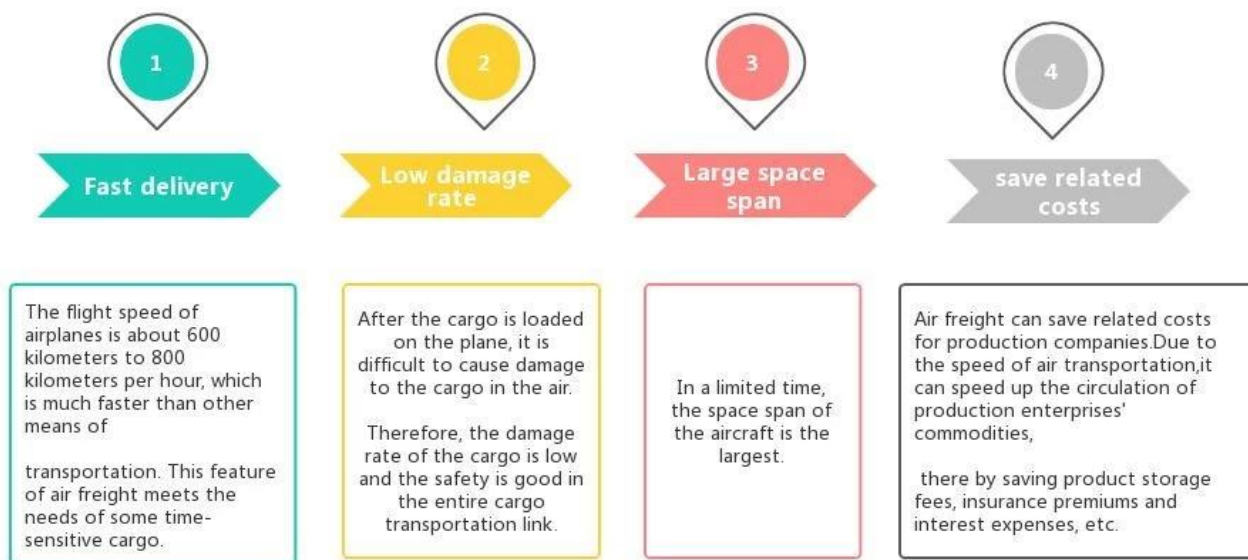 1
Fast delivery
The flight speed of
airplanes is about 600
kilometers to 800
kilometers per hour, which
is much faster than other
means of
transportation. This feature
of air freight meets the
needs of some time-
sensitive cargo.
2
Low damage
rate
After the cargo is loaded
on the plane, it is
difficult to cause damage
to the cargo in the air.
Therefore, the damage
rate of the cargo is low
and the safety is good in
the entire cargo
transportation link.
3
Large space
span
In a limited time,
the space span of
the aircraft is the
largest.
4
save related
costs
Air freight can save related costs
for production companies.Due to
the speed of air transportation,it
can speed up the circulation of
production enterprises'
commodities,
there by saving product storage
fees, insurance premiums and
interest expenses, etc.